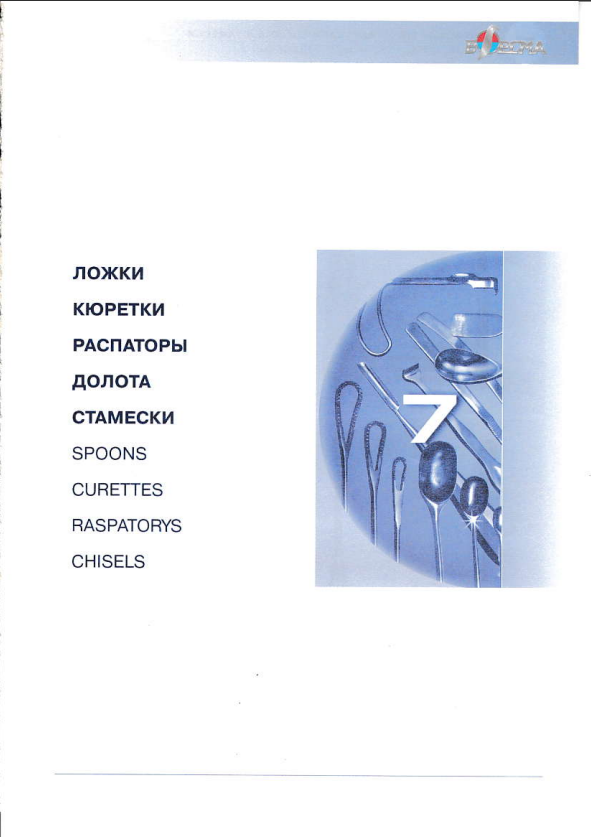 ЛОЖКИ
КЮРЕТКИ
РАСПАТОРЫ
ДОЛОТА
СТАМЕСКИ
SPOONS
CURETTES
RASPATORYS
CHISELS
7